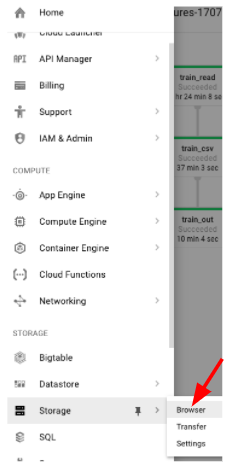 Home
ures-1707
Cloud Launcher
API API Manager
train_read
Succeeded
hr 24 min 8 se
Billing
Support
IAM & Admin
train_csv
Succeeded
37 min 3 sec
COMPUTE
App Engine
train_out
Succeeded
10 min 4 sec
Compute Engine
Container Engine
Cloud Functions
Networking
STORAGE
Bigtable
Datastore
Storage
Browser
Transfer
Settings
SQL